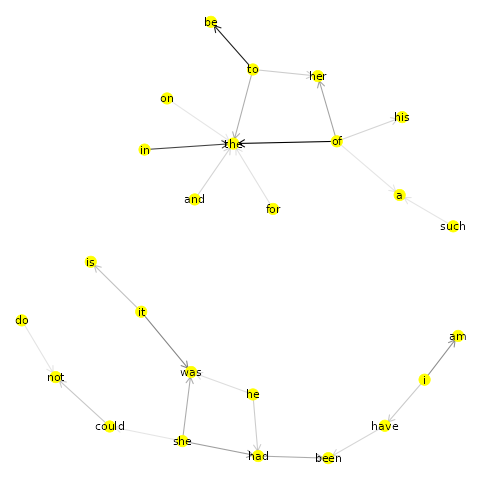 be
to
her
on
his
the
in
of
and
a
for
such
is
it
do
am
was
not
i
he
could
have
she
had
been